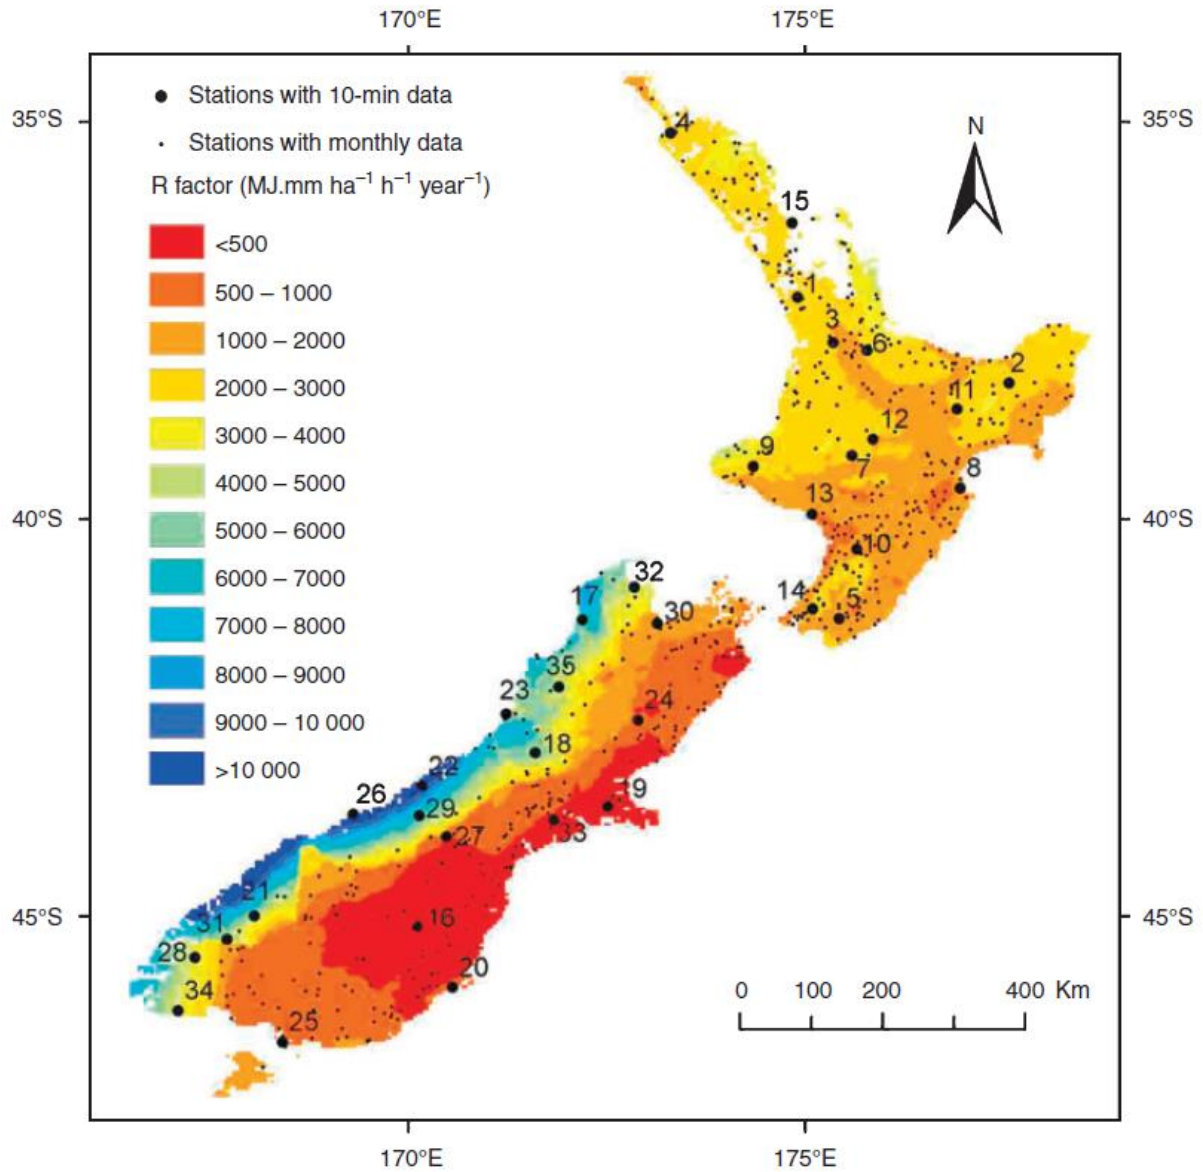 170°E 175°E
35°S 35°S
Stations with 10-min data
Stations with monthly data
R factor (MJ.mm ha⁻¹ h⁻¹ year⁻¹)
N
<500
500 – 1000
1000 – 2000
2000 – 3000
3000 – 4000
4000 – 5000
5000 – 6000
6000 – 7000
7000 – 8000
8000 – 9000
9000 – 10 000
>10 000
4
15
1
3
6
2
11
12
9
7
8
13
40°S 40°S
10
14 5
32
17
30
35
23
24
18
22
26
29
19
27
33
21
45°S 16 45°S
31
28
20
34
25
0 100 200 400 Km
170°E 175°E